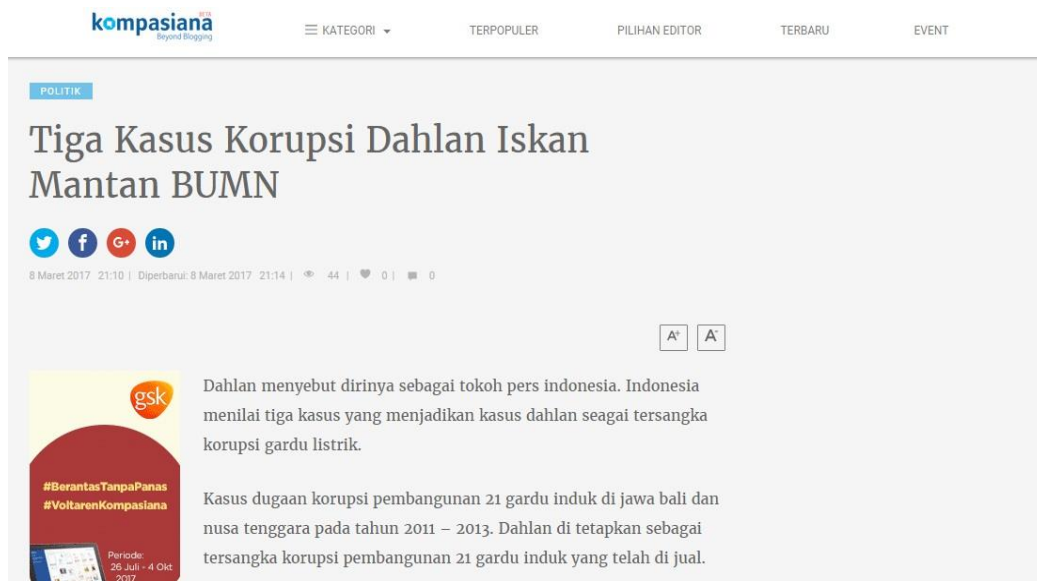 kompasiana
BETA
Beyond Blogging
KATEGORI
TERPOPULER
PILIHAN EDITOR
TERBARU
EVENT
POLITIK
Tiga Kasus Korupsi Dahlan Iskan
Mantan BUMN
8 Maret 2017 21:10 | Diperbarui: 8 Maret 2017 21:14 | 44 | 0 | 0
A+ A-
gsk
#BerantasTanpaPanas
#VoltarenKompasiana
Periode:
26 Juli - 4 Okt
2017
Dahlan menyebut dirinya sebagai tokoh pers indonesia. Indonesia
menilai tiga kasus yang menjadikan kasus dahlan seagai tersangka
korupsi gardu listrik.
Kasus dugaan korupsi pembangunan 21 gardu induk di jawa bali dan
nusa tenggara pada tahun 2011 – 2013. Dahlan di tetapkan sebagai
tersangka korupsi pembangunan 21 gardu induk yang telah di jual.